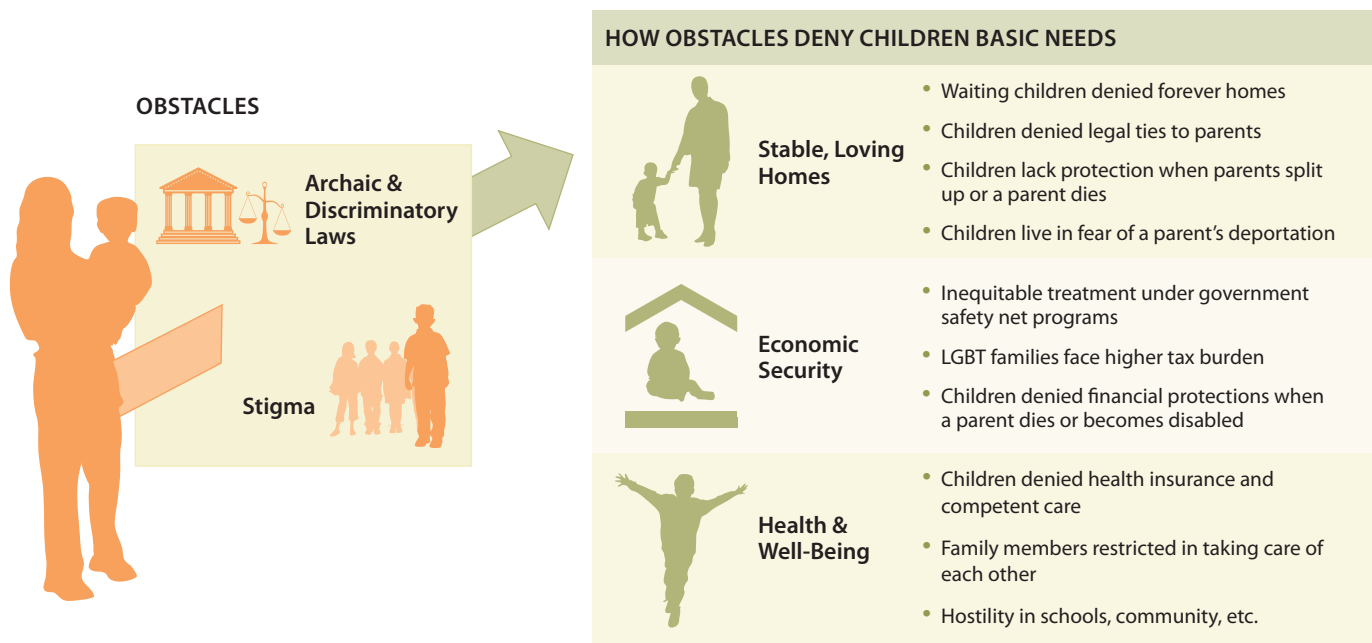 OBSTACLES
Archaic &
Discriminatory
Laws
Stigma
HOW OBSTACLES DENY CHILDREN BASIC NEEDS
Stable, Loving
Homes
• Waiting children denied forever homes
• Children denied legal ties to parents
• Children lack protection when parents split
up or a parent dies
• Children live in fear of a parent’s deportation
Economic
Security
• Inequitable treatment under government
safety net programs
• LGBT families face higher tax burden
• Children denied financial protections when
a parent dies or becomes disabled
Health &
Well-Being
• Children denied health insurance and
competent care
• Family members restricted in taking care of
each other
• Hostility in schools, community, etc.